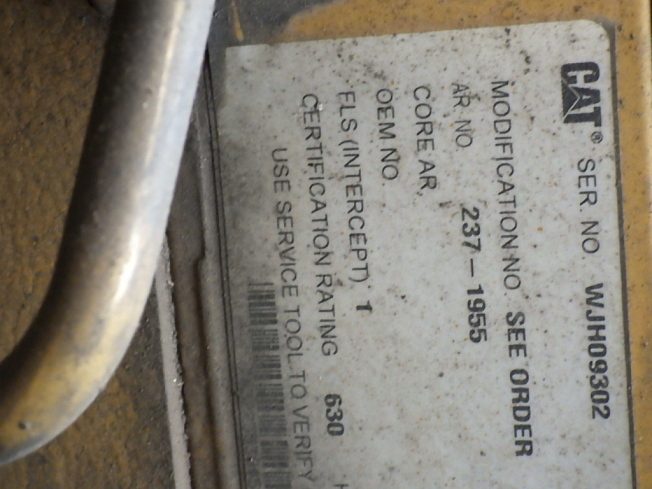 CAT® SER. NO. WJH09302
MODIFICATION NO. SEE ORDER
AR NO. 237-1955
CORE AR.
OEM NO.
FLS (INTERCEPT) 1
CERTIFICATION RATING 630
USE SERVICE TOOL TO VERIFY